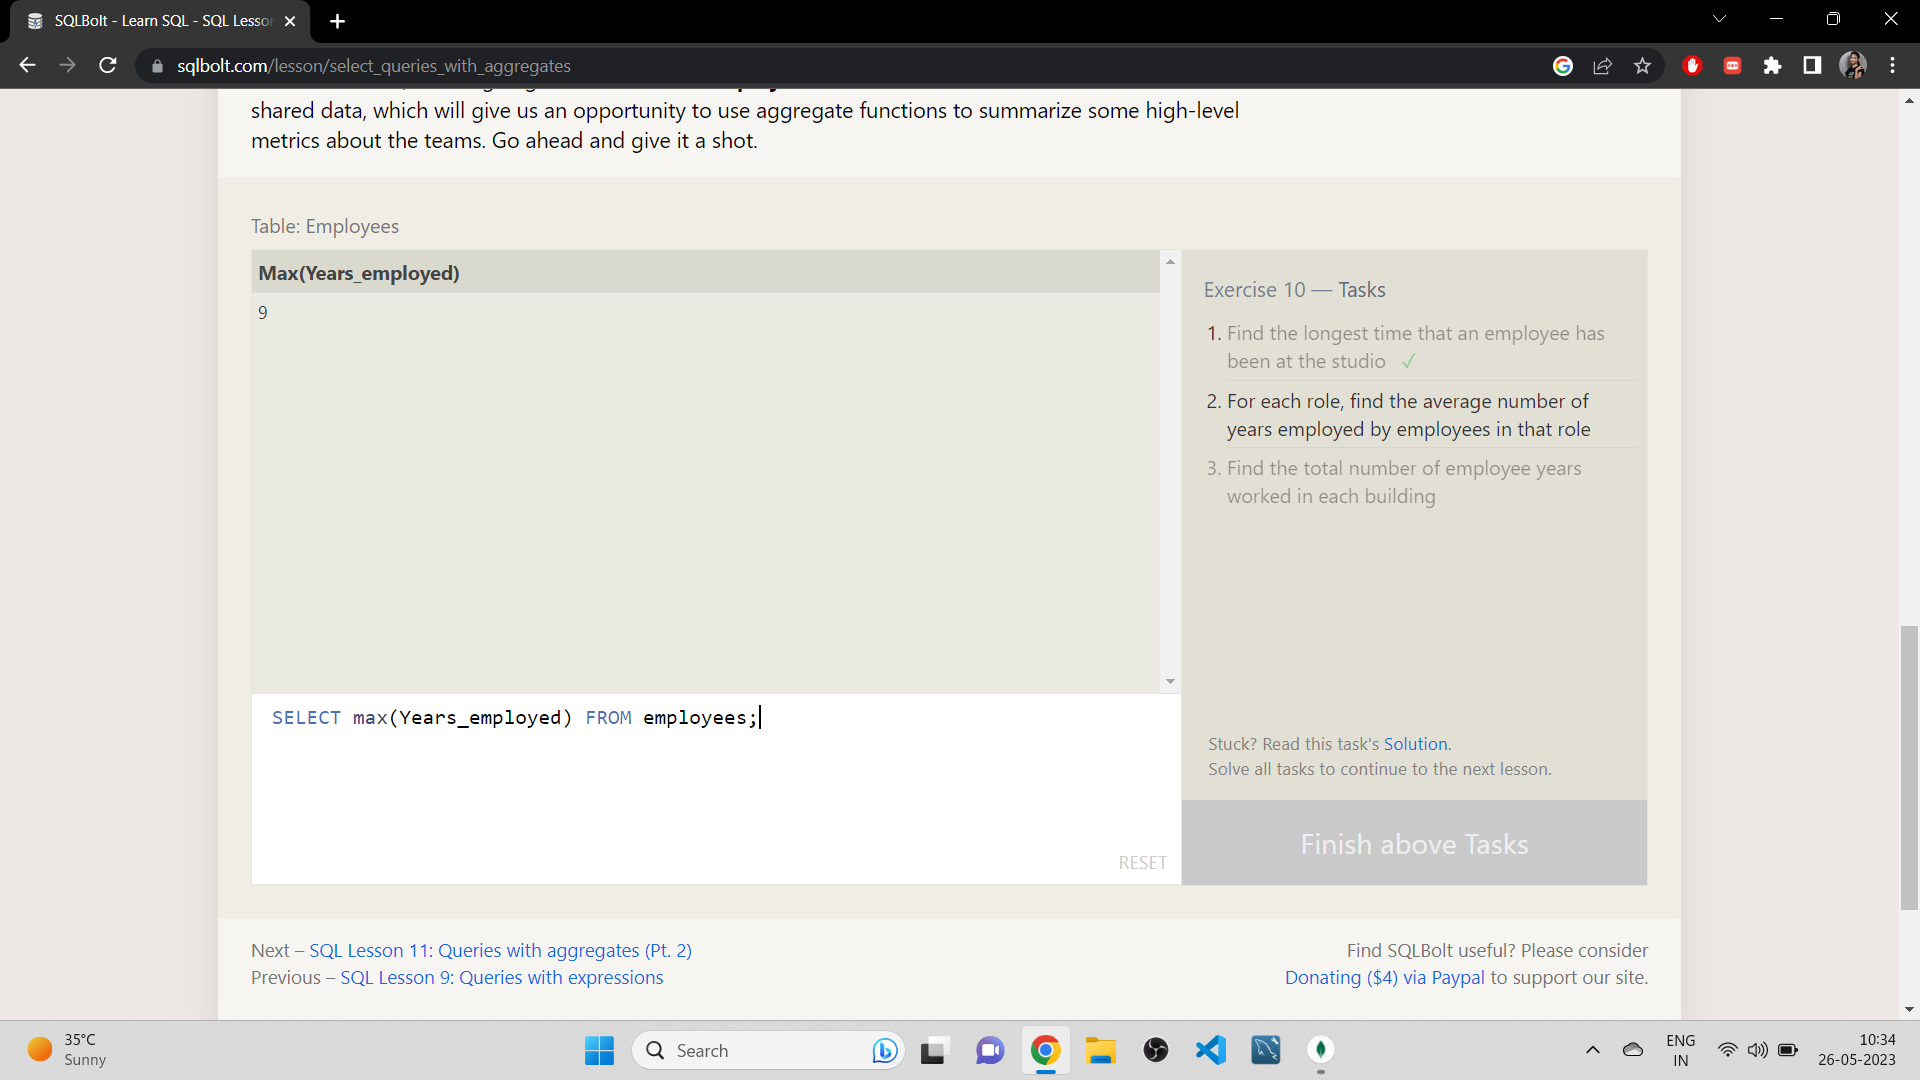 SQLBolt - Learn SQL - SQL Lesso
sqlbolt.com/lesson/select_queries_with_aggregates
shared data, which will give us an opportunity to use aggregate functions to summarize some high-level
metrics about the teams. Go ahead and give it a shot.
Table: Employees
Max(Years_employed)
9
SELECT max(Years_employed) FROM employees;
RESET
Exercise 10 — Tasks
1. Find the longest time that an employee has
been at the studio ✓
2. For each role, find the average number of
years employed by employees in that role
3. Find the total number of employee years
worked in each building
Stuck? Read this task's Solution.
Solve all tasks to continue to the next lesson.
Finish above Tasks
Next – SQL Lesson 11: Queries with aggregates (Pt. 2)
Previous – SQL Lesson 9: Queries with expressions
Find SQLBolt useful? Please consider
Donating ($4) via Paypal to support our site.
35°C
Sunny
Search
ENG
IN
10:34
26-05-2023